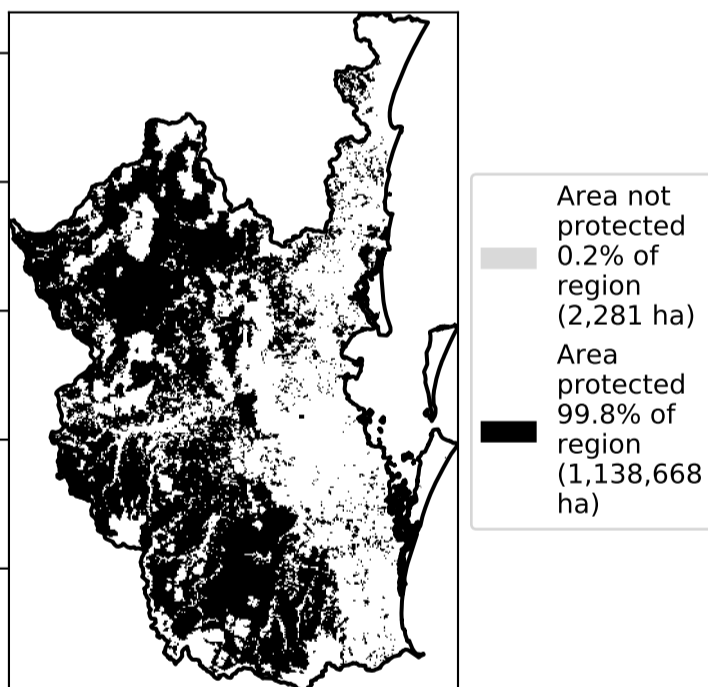 Area not
protected
0.2% of
region
(2,281 ha)
Area
protected
99.8% of
region
(1,138,668
ha)